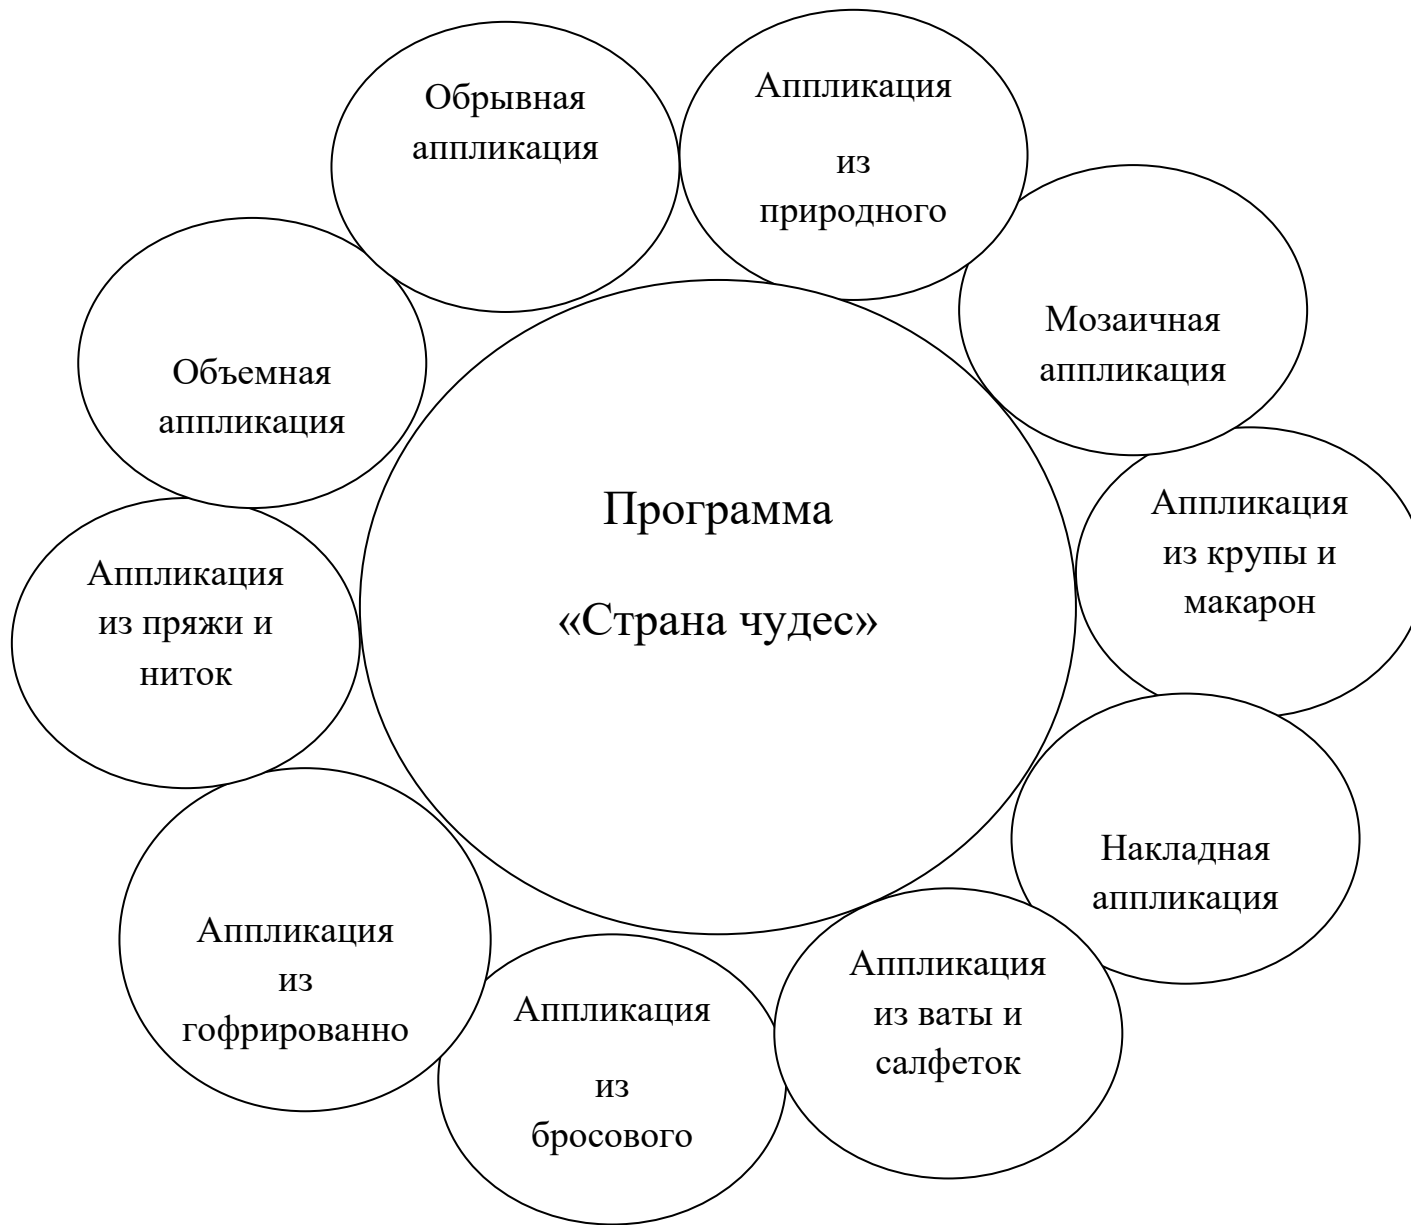 Обрывная
аппликация
Аппликация
из
природного
Мозаичная
аппликация
Объемная
аппликация
Программа
«Страна чудес»
Аппликация
из крупы и
макарон
Аппликация
из пряжи и
ниток
Накладная
аппликация
Аппликация
из
гофрированно
Аппликация
из
бросового
Аппликация
из ваты и
салфеток